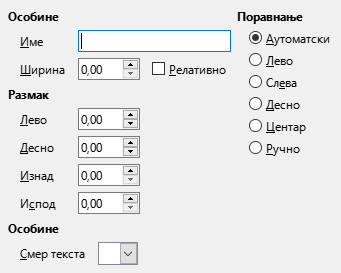 Особине
Име
Ширина 0,00 Релативно
Размак
Лево 0,00
Десно 0,00
Изнад 0,00
Испод 0,00
Особине
Смер текста
Поравнање
Аутоматски
Лево
Слева
Десно
Центар
Ручно